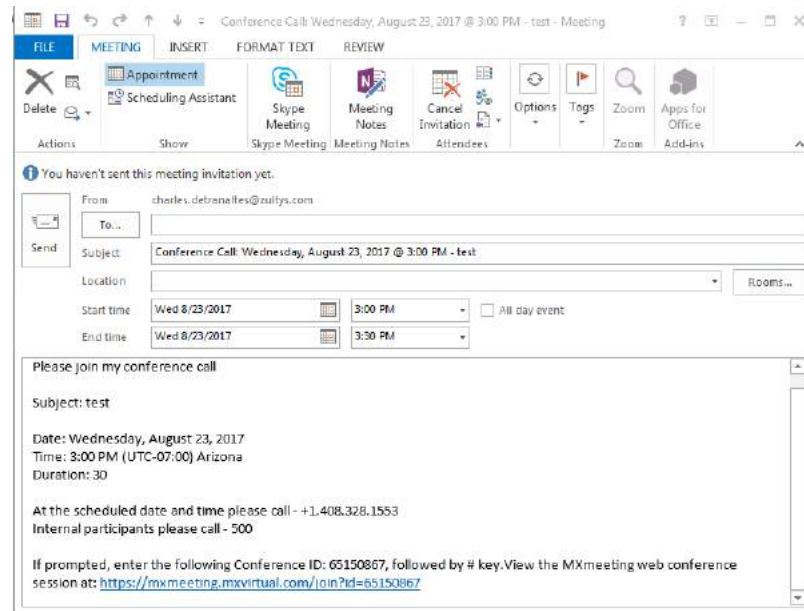 Conference Call: Wednesday, August 23, 2017 @ 3:00 PM - test - Meeting
FILE MEETING INSERT FORMAT TEXT REVIEW
Delete
Appointment
Scheduling Assistant
Skype Meeting
Meeting Notes
Cancel Invitation
Options
Tags
Zoom
Apps for Office
Actions Show Skype Meeting Meeting Notes Attendees Zoom Add-ins
You haven't sent this meeting invitation yet.
From charles.detranaltes@zultys.com
To...
Send
Subject Conference Call: Wednesday, August 23, 2017 @ 3:00 PM - test
Location Rooms...
Start time Wed 8/23/2017 3:00 PM All day event
End time Wed 8/23/2017 3:30 PM
Please join my conference call
Subject: test
Date: Wednesday, August 23, 2017
Time: 3:00 PM (UTC-07:00) Arizona
Duration: 30
At the scheduled date and time please call - +1.408.328.1553
Internal participants please call - 500
If prompted, enter the following Conference ID: 65150867, followed by # key.View the MXmeeting web conference
session at: https://mxmeeting.mxvirtual.com/join?id=65150867